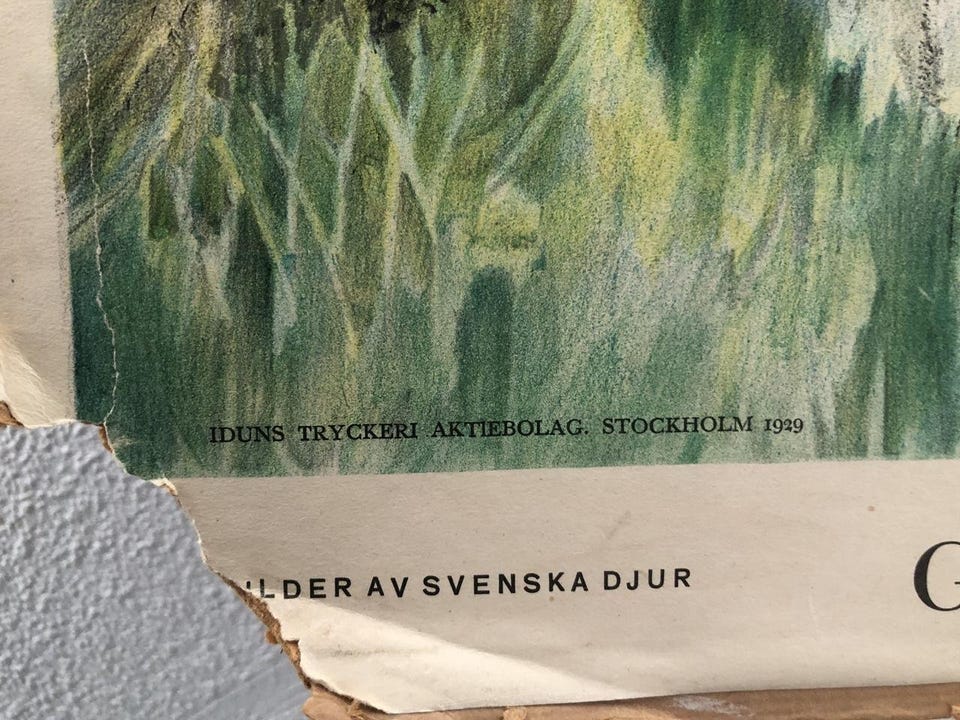 IDUNS TRYCKERI AKTIEBOLAG. STOCKHOLM 1929
ILDER AV SVENSKA DJUR
G